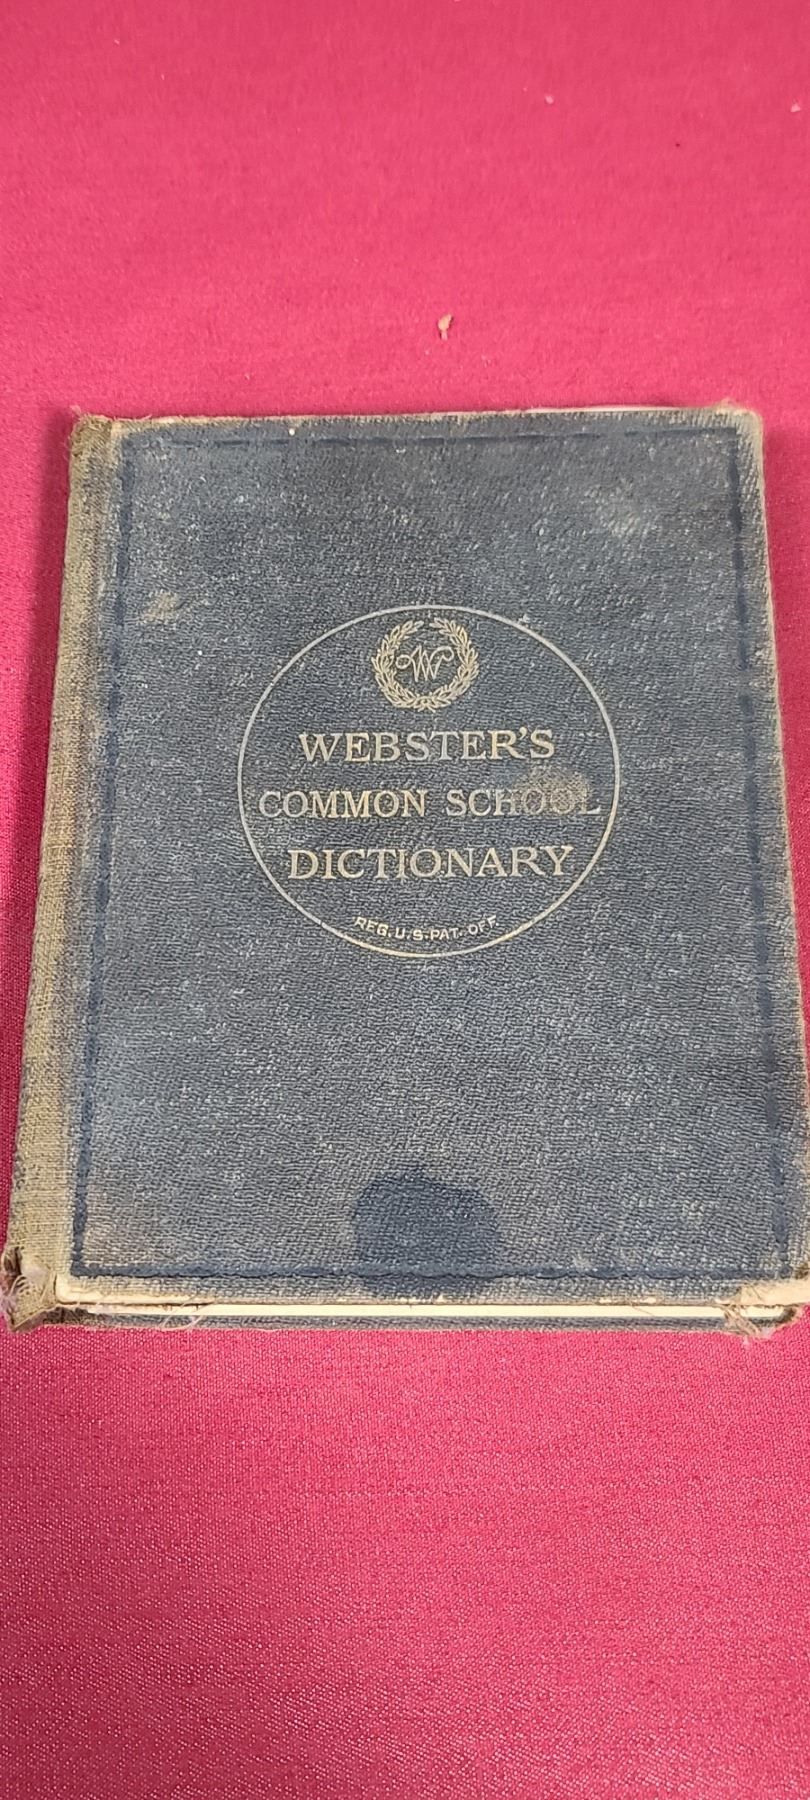 W
WEBSTER'S
COMMON SCHOOL
DICTIONARY
REG. U.S. PAT. OFF